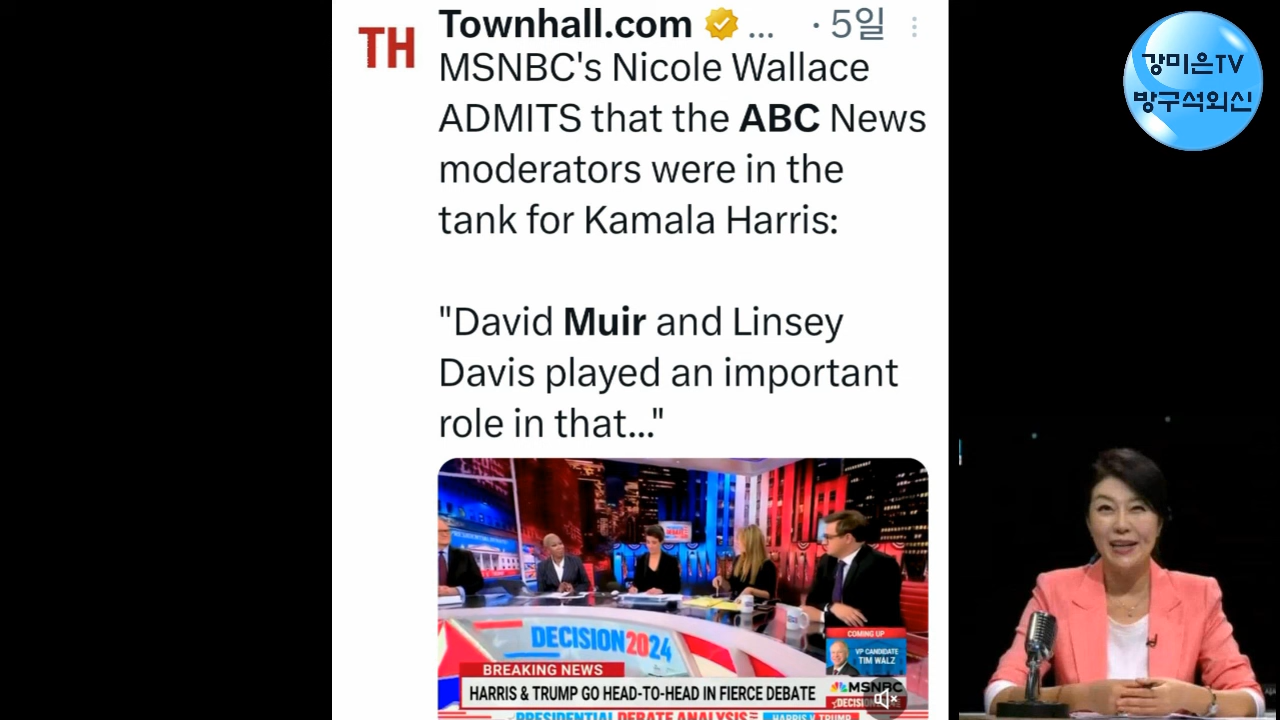 TH
Townhall.com ... · 5일
MSNBC's Nicole Wallace
ADMITS that the ABC News
moderators were in the
tank for Kamala Harris:
"David Muir and Linsey
Davis played an important
role in that..."
DECISION2024
COMING UP
VP CANDIDATE
TIM WALZ
BREAKING NEWS
HARRIS & TRUMP GO HEAD-TO-HEAD IN FIERCE DEBATE
MSNBC
PRESIDENTIAL DEBATE ANALYSIS
HARRIS V TRUMP
강미은TV
방구석외신